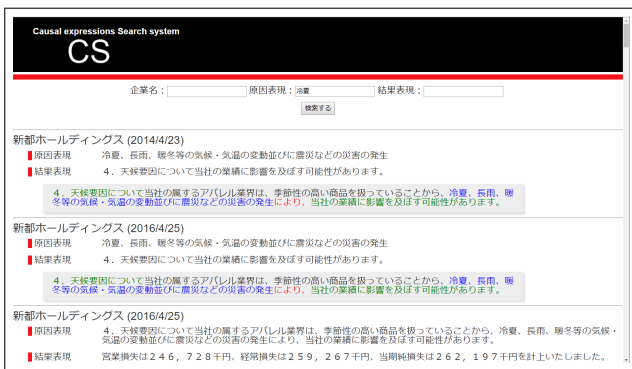 Causal expressions Search system
CS
企業名： 原因表現：冷夏 結果表現：
検索する
新都ホールディングス (2014/4/23)
原因表現 冷夏、長雨、暖冬等の気候・気温の変動並びに震災などの災害の発生
結果表現 ４．天候要因について当社の業績に影響を及ぼす可能性があります。
４．天候要因について当社の属するアパレル業界は、季節性の高い商品を扱っていることから、冷夏、長雨、暖
冬等の気候・気温の変動並びに震災などの災害の発生により、当社の業績に影響を及ぼす可能性があります。
新都ホールディングス (2016/4/25)
原因表現 冷夏、長雨、暖冬等の気候・気温の変動並びに震災などの災害の発生
結果表現 ４．天候要因について当社の業績に影響を及ぼす可能性があります。
４．天候要因について当社の属するアパレル業界は、季節性の高い商品を扱っていることから、冷夏、長雨、暖
冬等の気候・気温の変動並びに震災などの災害の発生により、当社の業績に影響を及ぼす可能性があります。
新都ホールディングス (2016/4/25)
原因表現 ４．天候要因について当社の属するアパレル業界は、季節性の高い商品を扱っていることから、冷夏、長雨、暖冬等の気候・
気温の変動並びに震災などの災害の発生により、当社の業績に影響を及ぼす可能性があります。
結果表現 営業損失は２４６，７２８千円、経常損失は２５９，２６７千円、当期純損失は２６２，１９７千円を計上いたしました。